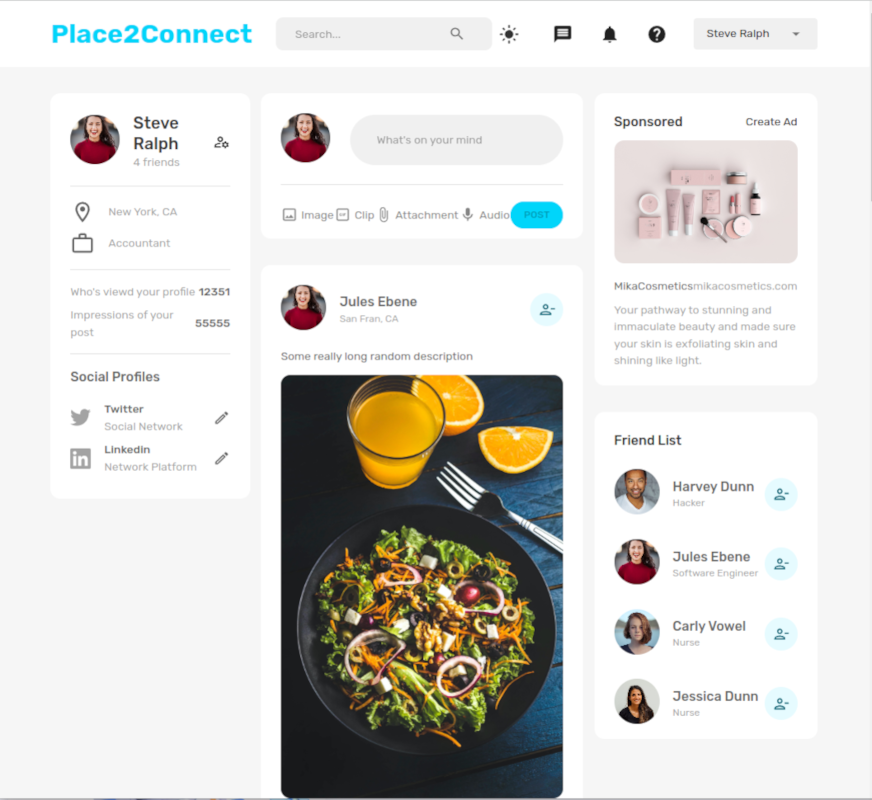 Place2Connect
Search...
Steve Ralph
Steve
Ralph
4 friends
New York, CA
Accountant
Who's viewd your profile 12351
Impressions of your
post
55555
Social Profiles
Twitter
Social Network
Linkedin
Network Platform
What's on your mind
Image Clip Attachment Audio POST
Jules Ebene
San Fran, CA
Some really long random description
Sponsored Create Ad
MikaCosmetics mikacosmetics.com
Your pathway to stunning and
immaculate beauty and made sure
your skin is exfoliating skin and
shining like light.
Friend List
Harvey Dunn
Hacker
Jules Ebene
Software Engineer
Carly Vowel
Nurse
Jessica Dunn
Nurse